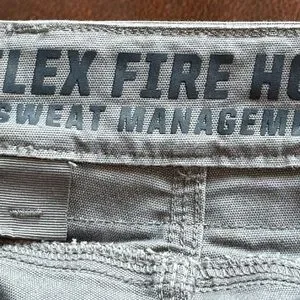 LEX FIRE HO
SWEAT MANAGEM